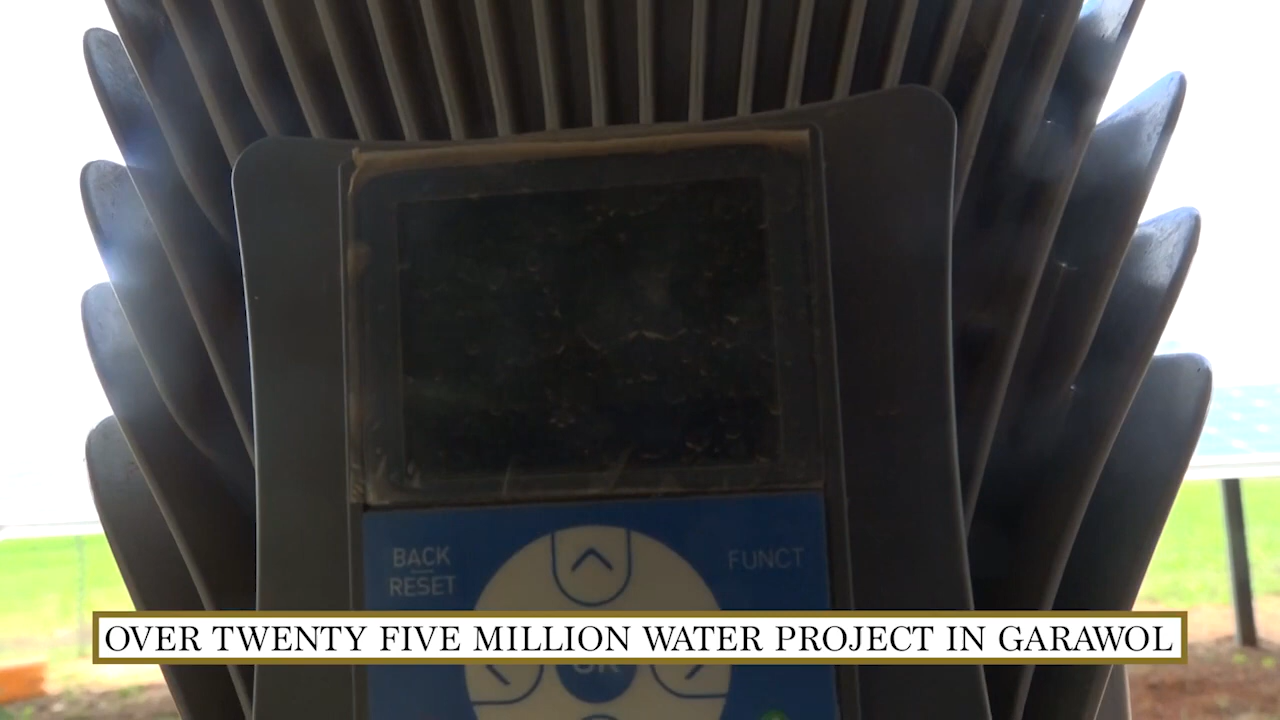 BACK
RESET
FUNCT
OVER TWENTY FIVE MILLION WATER PROJECT IN GARAWOL